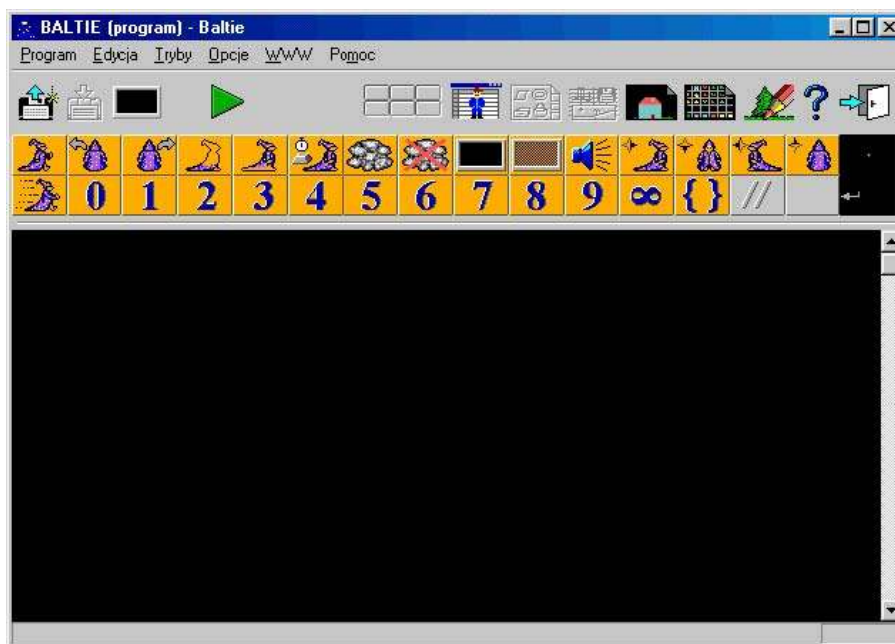 BALTIE (program) - Baltie
Program Edycja Tryby Opcje WWW Pomoc
?
0 1 2 3 4 5 6 7 8 9 ∞ { } //